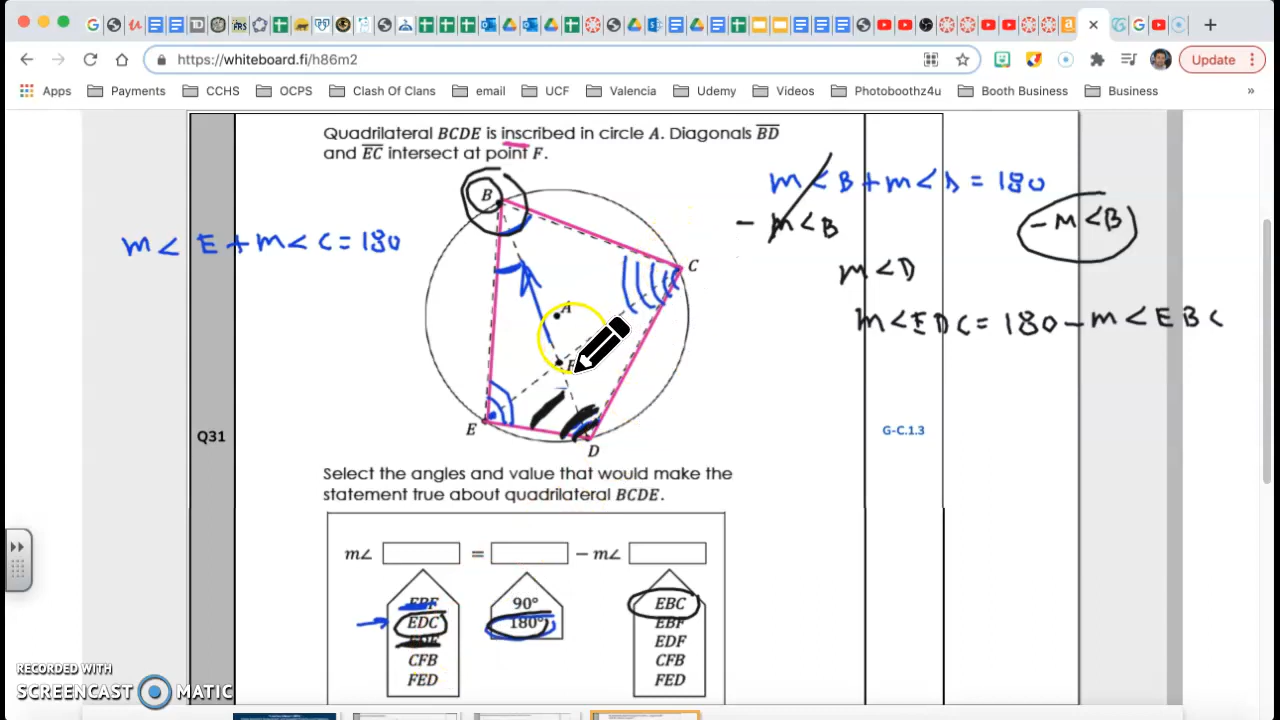 https://whiteboard.fi/h86m2
Update
Apps Payments CCHS OCPS Clash Of Clans email UCF Valencia Udemy Videos Photoboothz4u Booth Business Business »
Quadrilateral BCDE is inscribed in circle A. Diagonals BD
and EC intersect at point F.
m∠B + m∠D = 180
B
- m∠B
- m∠B
m∠E + m∠C = 180
C
m∠D
A
m∠EDC = 180 - m∠EBC
F
E
D
Q31
G-C.1.3
Select the angles and value that would make the
statement true about quadrilateral BCDE.
m∠ = - m∠
EBF 90° EBC
EDC 180° EBF
EDF EDF
CFB CFB
FED FED
RECORDED WITH
SCREENCAST MATIC